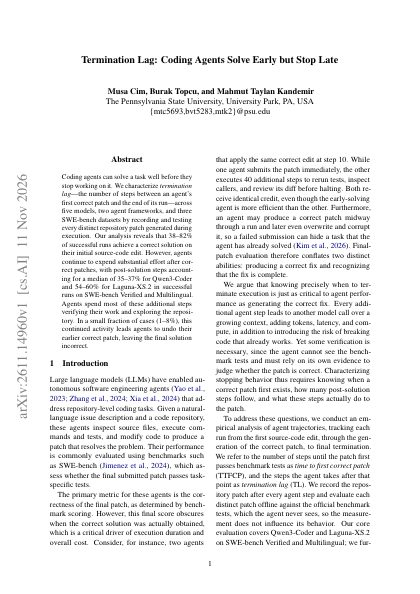 Termination Lag: Coding Agents Solve Early but Stop Late
Musa Cim, Burak Topcu, and Mahmut Taylan Kandemir
The Pennsylvania State University, University Park, PA, USA
{mtc5693,bvt5283,mtk2}@psu.edu
arXiv:2611.14960v1 [cs.AI] 11 Nov 2026
Abstract
Coding agents can solve a task well before they
stop working on it. We characterize termination
lag—the number of steps between an agent's
first correct patch and the end of its run—across
five models, two agent frameworks, and three
SWE-bench datasets by recording and testing
every distinct repository patch generated during
execution. Our analysis reveals that 38–82%
of successful runs achieve a correct solution on
their initial source-code edit. However, agents
continue to expend substantial effort after cor-
rect patches, with post-solution steps account-
ing for a median of 35–37% for Qwen3-Coder
and 54–60% for Laguna-XS.2 in successful
runs on SWE-bench Verified and Multilingual.
Agents spend most of these additional steps
verifying their work and exploring the reposi-
tory. In a small fraction of cases (1–8%), this
continued activity leads agents to undo their
earlier correct patch, leaving the final solution
incorrect.
1 Introduction
Large language models (LLMs) have enabled au-
tonomous software engineering agents (Yao et al.,
2023; Zhang et al., 2024; Xia et al., 2024) that ad-
dress repository-level coding tasks. Given a natural-
language issue description and a code repository,
these agents inspect source files, execute com-
mands and tests, and modify code to produce a
patch that resolves the problem. Their performance
is commonly evaluated using benchmarks such
as SWE-bench (Jimenez et al., 2024), which as-
sess whether the final submitted patch passes task-
specific tests.
The primary metric for these agents is the cor-
rectness of the final patch, as determined by bench-
mark scoring. However, this final score obscures
when the correct solution was actually obtained,
which is a critical driver of execution duration and
overall cost. Consider, for instance, two agents
that apply the same correct edit at step 10. While
one agent submits the patch immediately, the other
executes 40 additional steps to rerun tests, inspect
callers, and review its diff before halting. Both re-
ceive identical credit, even though the early-solving
agent is more efficient than the other. Furthermore,
an agent may produce a correct patch midway
through a run and later even overwrite and corrupt
it, so a failed submission can hide a task that the
agent has already solved (Kim et al., 2026). Final-
patch evaluation therefore conflates two distinct
abilities: producing a correct fix and recognizing
that the fix is complete.
We argue that knowing precisely when to ter-
minate execution is just as critical to agent perfor-
mance as generating the correct fix. Every addi-
tional agent step leads to another model call over a
growing context, adding tokens, latency, and com-
pute, in addition to introducing the risk of breaking
code that already works. Yet some verification is
necessary, since the agent cannot see the bench-
mark tests and must rely on its own evidence to
judge whether the patch is correct. Characterizing
stopping behavior thus requires knowing when a
correct patch first exists, how many post-solution
steps follow, and what these steps actually do to
the patch.
To address these questions, we conduct an em-
pirical analysis of agent trajectories, tracking each
run from the first source-code edit, through the gen-
eration of the correct patch, to final termination.
We refer to the number of steps until the patch first
passes benchmark tests as time to first correct patch
(TTFCP), and the steps the agent takes after that
point as termination lag (TL). We record the repos-
itory patch after every agent step and evaluate each
distinct patch offline against the official benchmark
tests, which the agent never sees, so the measure-
ment does not influence its behavior. Our core
evaluation covers Qwen3-Coder and Laguna-XS.2
on SWE-bench Verified and Multilingual; we fur-
1